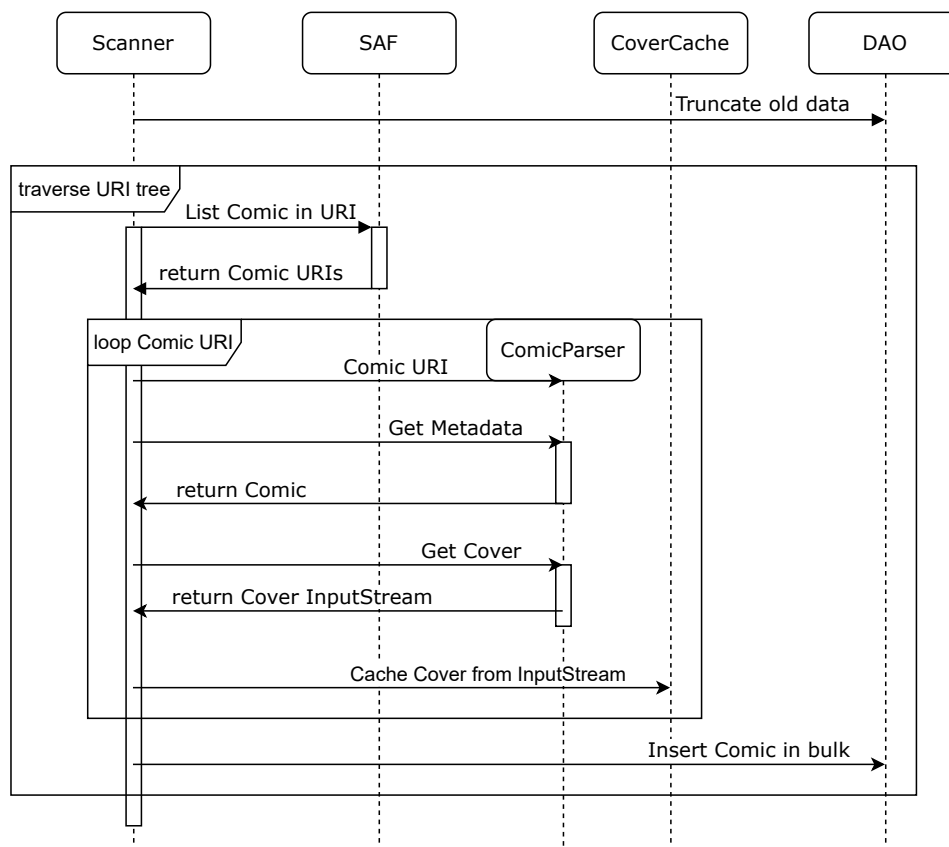 Scanner
SAF
CoverCache
DAO
Truncate old data
traverse URI tree
List Comic in URI
return Comic URIs
loop Comic URI
ComicParser
Comic URI
Get Metadata
return Comic
Get Cover
return Cover InputStream
Cache Cover from InputStream
Insert Comic in bulk